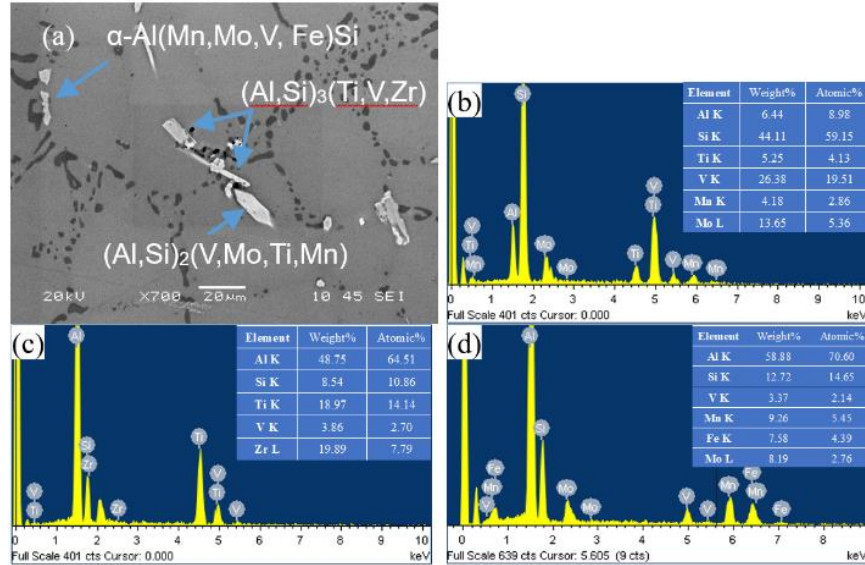 (a)
α-Al(Mn,Mo,V, Fe)Si
(Al,Si)₃(Ti,V,Zr)
(Al,Si)₂(V,Mo,Ti,Mn)
20kV X700 20μm 10 45 SEI
(b)
Element Weight% Atomic%
Al K 6.44 8.98
Si K 44.11 59.15
Ti K 5.25 4.13
V K 26.38 19.51
Mn K 4.18 2.86
Mo L 13.65 5.36
Si
V
Ti
Mn
Al
Mo
Mo
Ti
V
Ti
V
Mn
Mn
0 1 2 3 4 5 6 7 8 9 10
Full Scale 401 cts Cursor: 0.000 keV
(c)
Element Weight% Atomic%
Al K 48.75 64.51
Si K 8.54 10.86
Ti K 18.97 14.14
V K 3.86 2.70
Zr L 19.89 7.79
Al
Si
Zr
V
Ti
Zr
Ti
V
Ti
V
0 1 2 3 4 5 6 7 8 9 10
Full Scale 401 cts Cursor: 0.000 keV
(d)
Element Weight% Atomic%
Al K 58.88 70.60
Si K 12.72 14.65
V K 3.37 2.14
Mn K 9.26 5.45
Fe K 7.58 4.39
Mo L 8.19 2.76
Al
Si
Fe
Mn
V
Mo
Mo
V
V
Mn
Fe
Mn
Fe
0 1 2 3 4 5 6 7 8
Full Scale 639 cts Cursor: 5.605 (9 cts) keV